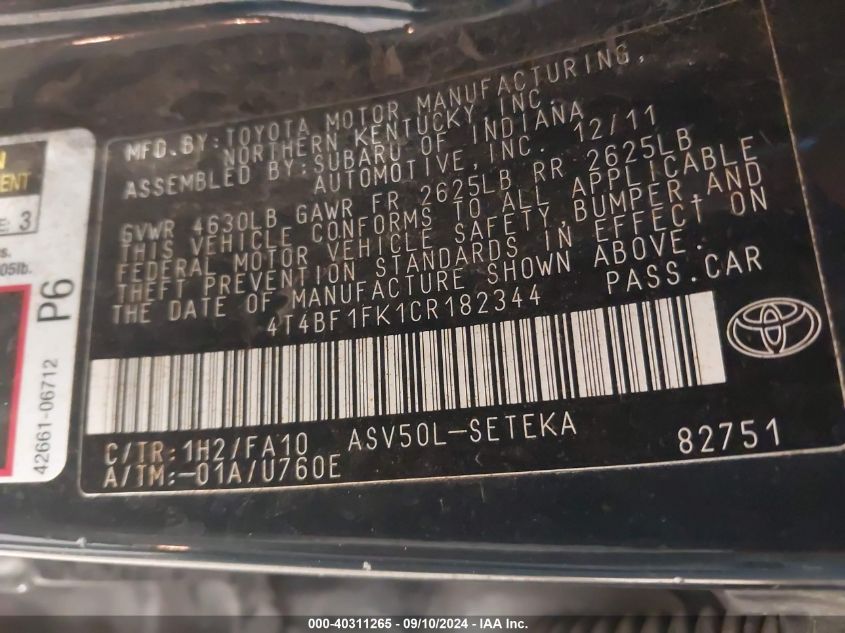 MFD. BY: TOYOTA MOTOR MANUFACTURING,
NORTHERN KENTUCKY, INC.
ASSEMBLED BY: SUBARU OF INDIANA
AUTOMOTIVE, INC. 12/11
GVWR 4630LB GAWR FR 2625LB RR 2625LB
THIS VEHICLE CONFORMS TO ALL APPLICABLE
FEDERAL MOTOR VEHICLE SAFETY, BUMPER, AND
THEFT PREVENTION STANDARDS IN EFFECT ON
THE DATE OF MANUFACTURE SHOWN ABOVE.
4T4BF1FK1CR182344 PASS. CAR
C/TR: 1H2/FA10 ASV50L-SETEKA
A/TM: -01A/U760E 82751
3
05lb.
P6
42661-06712
000-40311265 - 09/10/2024 - IAA Inc.